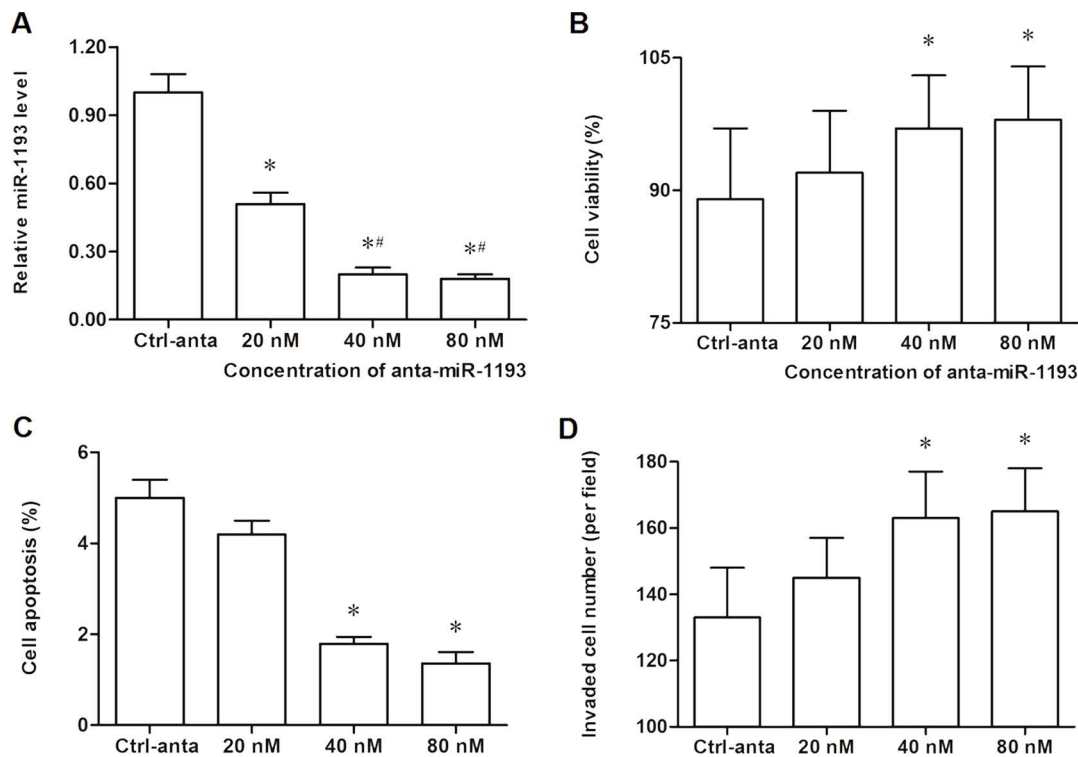 A
Relative miR-1193 level
1.20
0.90
0.60
0.30
0.00
*
*#
*#
Ctrl-anta 20 nM 40 nM 80 nM
Concentration of anta-miR-1193
B
Cell viability (%)
105
90
75
*
*
Ctrl-anta 20 nM 40 nM 80 nM
Concentration of anta-miR-1193
C
Cell apoptosis (%)
6
4
2
0
*
*
Ctrl-anta 20 nM 40 nM 80 nM
D
Invaded cell number (per field)
180
160
140
120
100
*
*
Ctrl-anta 20 nM 40 nM 80 nM